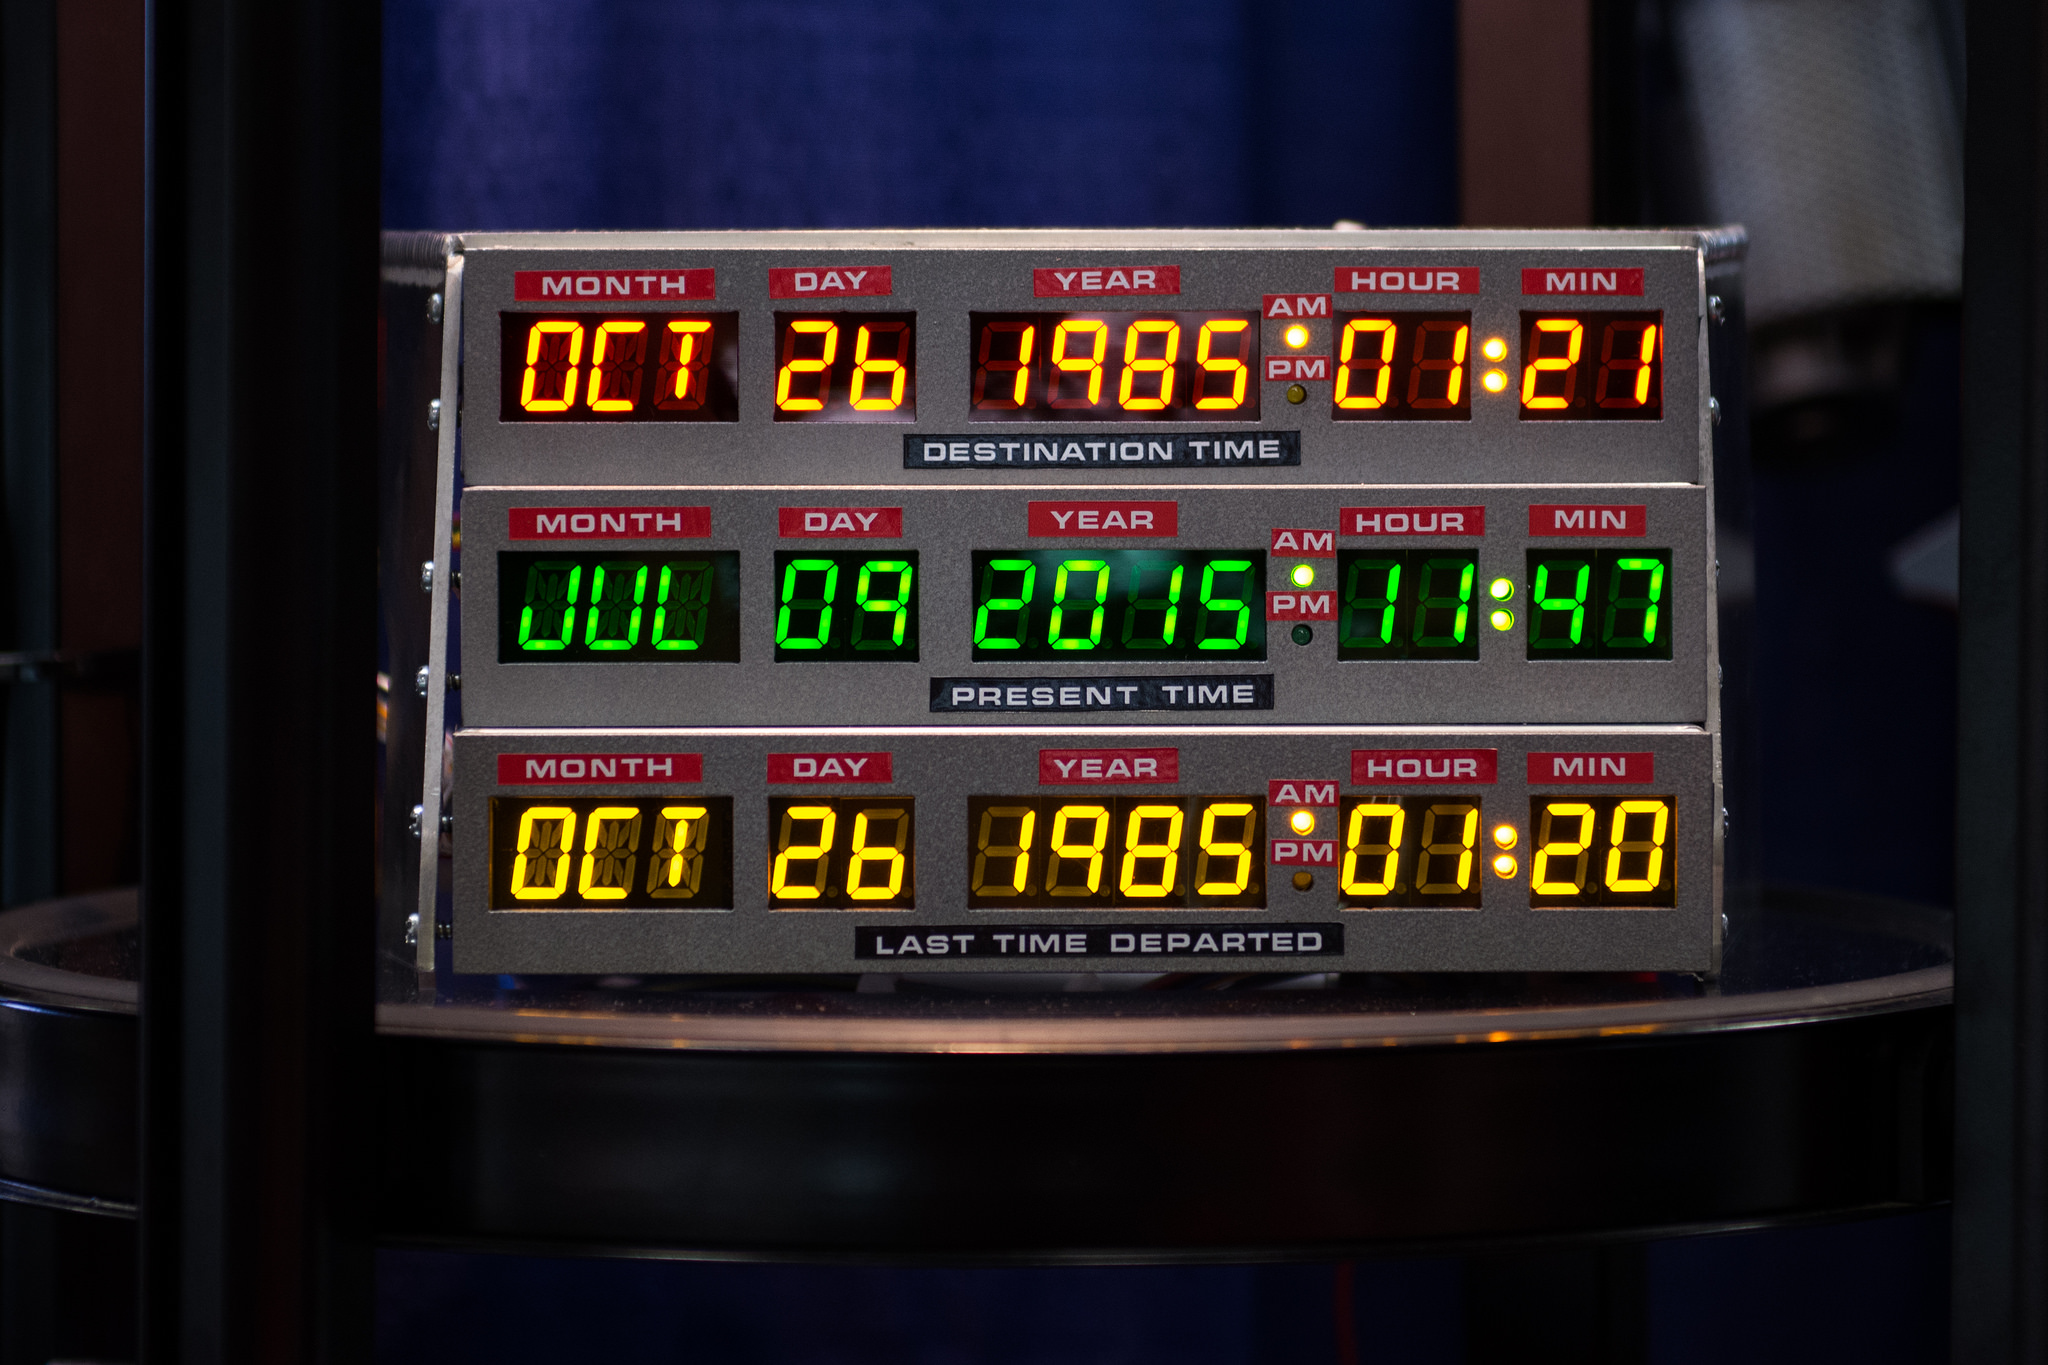 MONTH DAY YEAR AM HOUR MIN
OCT 26 1985 PM 01:21
DESTINATION TIME
MONTH DAY YEAR AM HOUR MIN
JUL 09 2015 PM 11:47
PRESENT TIME
MONTH DAY YEAR AM HOUR MIN
OCT 26 1985 PM 01:20
LAST TIME DEPARTED